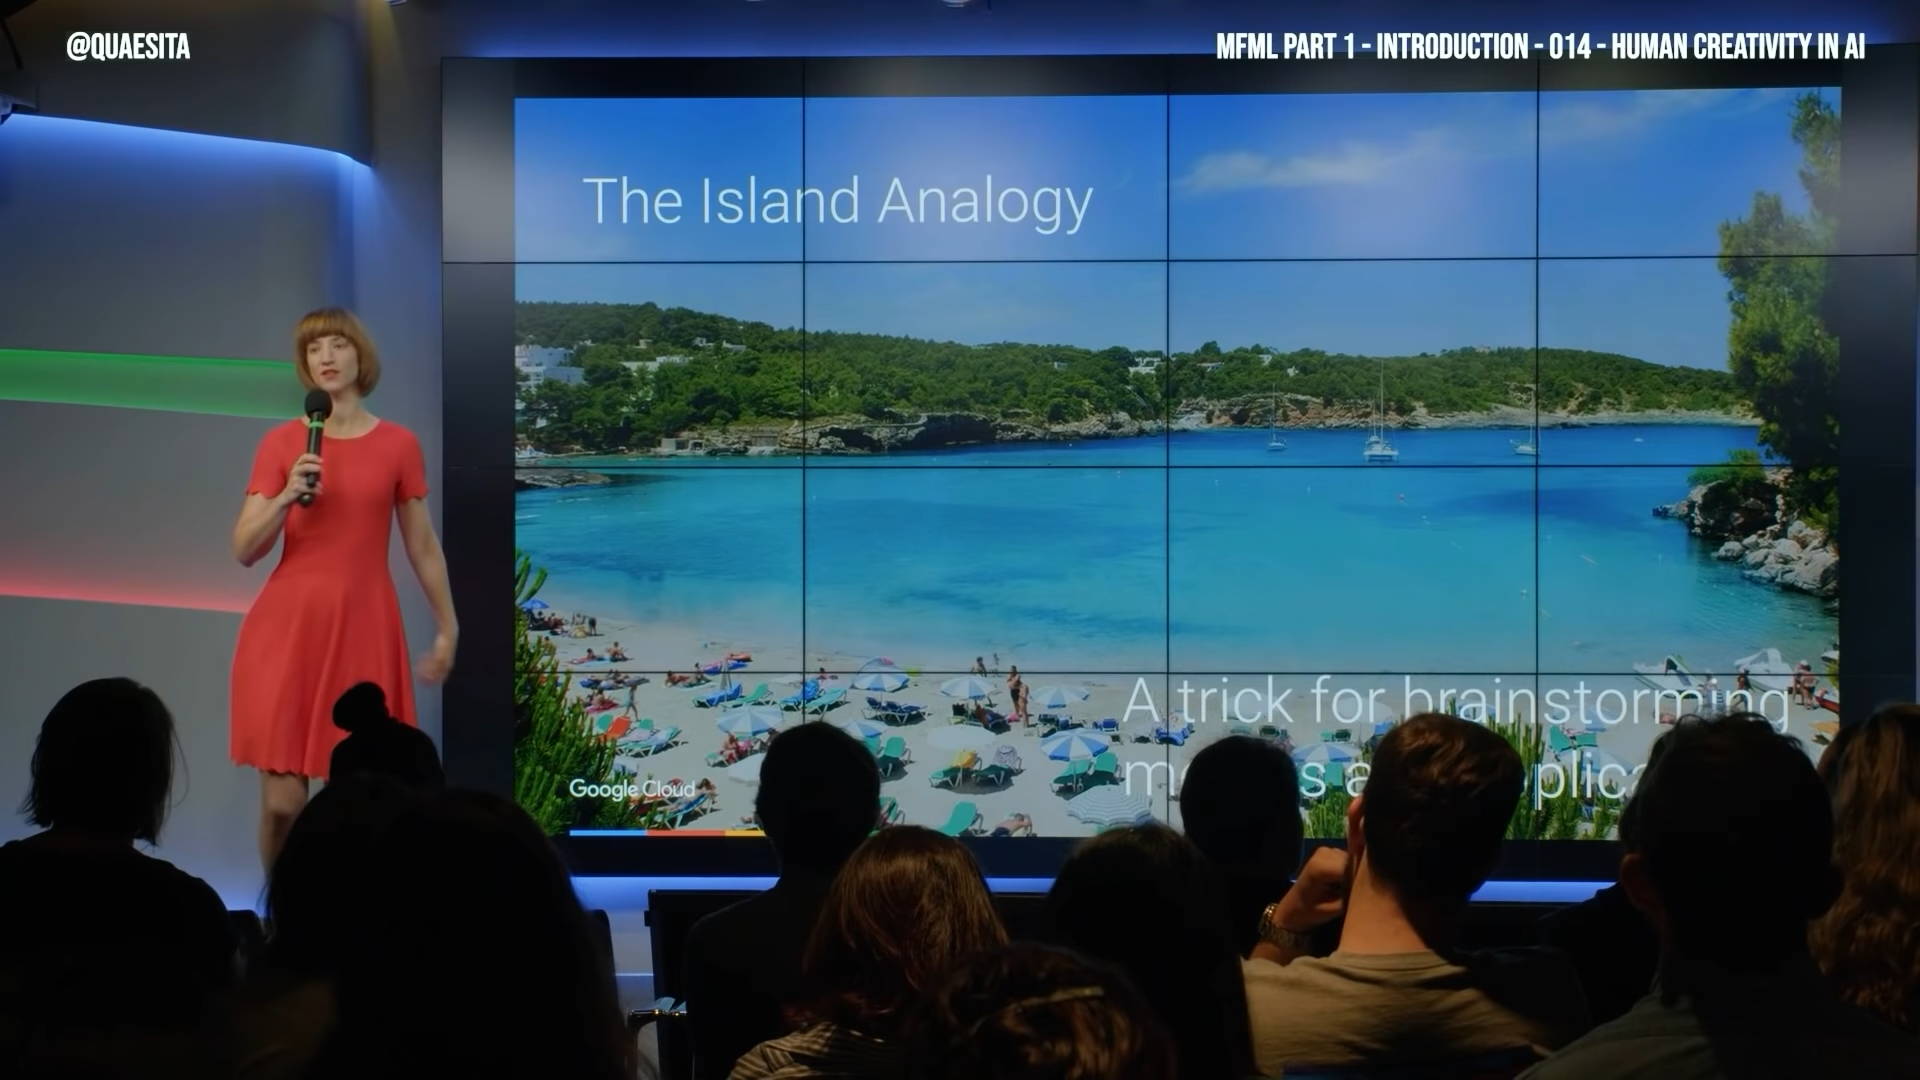 @QUAESITA
MFML PART 1 - INTRODUCTION - 014 - HUMAN CREATIVITY IN AI
The Island Analogy
A trick for brainstorming
Google Cloud